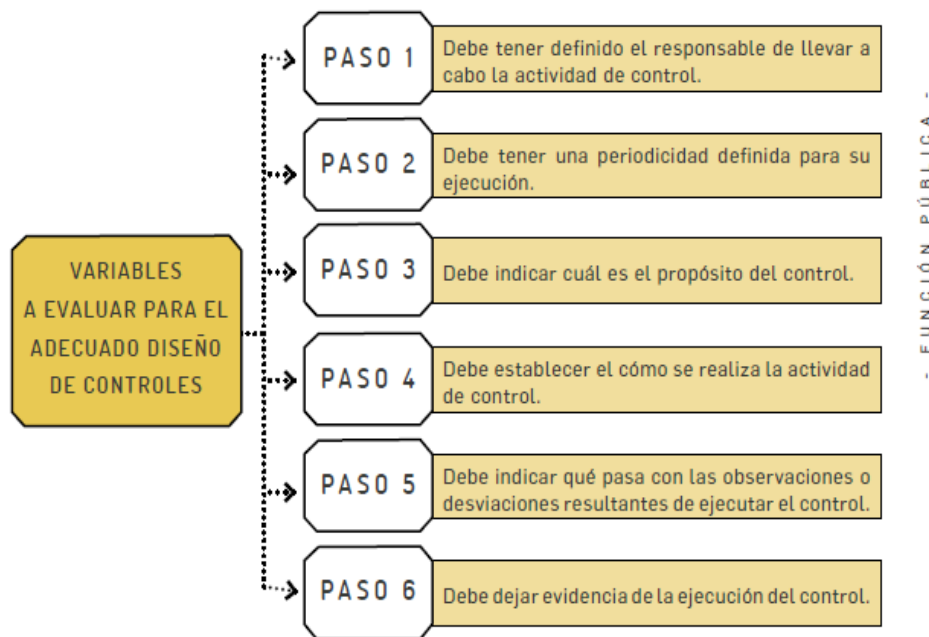 VARIABLES
A EVALUAR PARA EL
ADECUADO DISEÑO
DE CONTROLES
PASO 1
Debe tener definido el responsable de llevar a
cabo la actividad de control.
PASO 2
Debe tener una periodicidad definida para su
ejecución.
PASO 3
Debe indicar cuál es el propósito del control.
PASO 4
Debe establecer el cómo se realiza la actividad
de control.
PASO 5
Debe indicar qué pasa con las observaciones o
desviaciones resultantes de ejecutar el control.
PASO 6
Debe dejar evidencia de la ejecución del control.
- FUNCIÓN PÚBLICA -